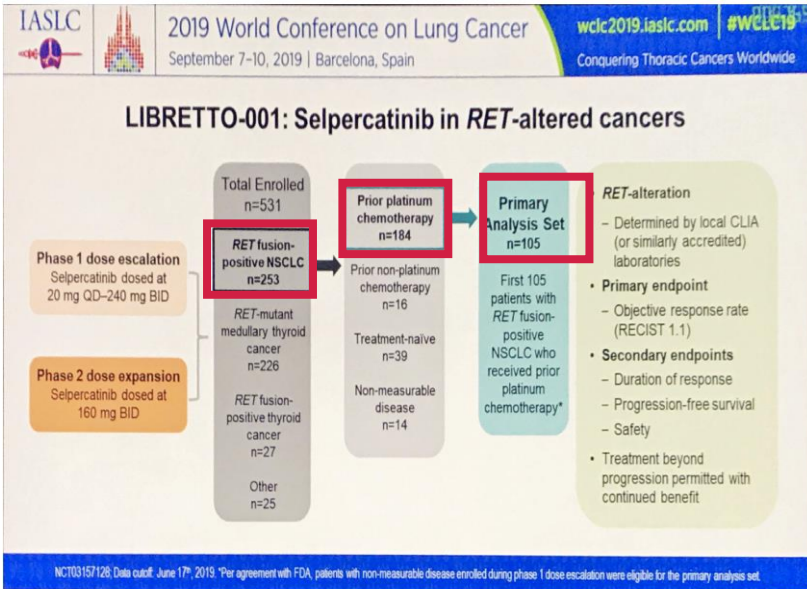 IASLC
2019 World Conference on Lung Cancer
September 7-10, 2019 | Barcelona, Spain
wclc2019.iaslc.com | #WCLC19
Conquering Thoracic Cancers Worldwide
LIBRETTO-001: Selpercatinib in RET-altered cancers
Phase 1 dose escalation
Selpercatinib dosed at
20 mg QD–240 mg BID
Phase 2 dose expansion
Selpercatinib dosed at
160 mg BID
Total Enrolled
n=531
RET fusion-
positive NSCLC
n=253
RET-mutant
medullary thyroid
cancer
n=226
RET fusion-
positive thyroid
cancer
n=27
Other
n=25
Prior platinum
chemotherapy
n=184
Prior non-platinum
chemotherapy
n=16
Treatment-naïve
n=39
Non-measurable
disease
n=14
Primary
Analysis Set
n=105
First 105
patients with
RET fusion-
positive
NSCLC who
received prior
platinum
chemotherapy*
RET-alteration
– Determined by local CLIA
(or similarly accredited)
laboratories
• Primary endpoint
– Objective response rate
(RECIST 1.1)
• Secondary endpoints
– Duration of response
– Progression-free survival
– Safety
• Treatment beyond
progression permitted with
continued benefit
NCT03157128; Data cutoff: June 17th, 2019. *Per agreement with FDA, patients with non-measurable disease enrolled during phase 1 dose escalation were eligible for the primary analysis set.